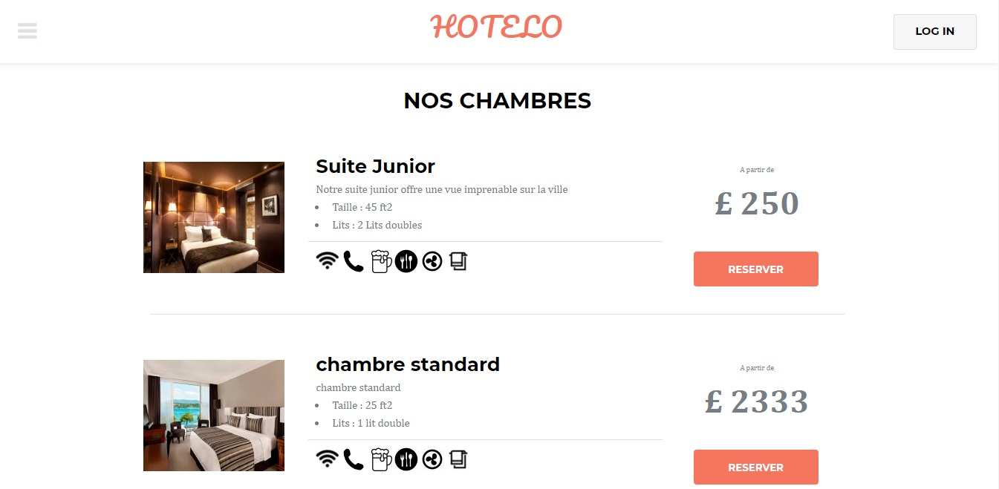 HOTELO
LOG IN
NOS CHAMBRES
Suite Junior
Notre suite junior offre une vue imprenable sur la ville
Taille : 45 ft2
Lits : 2 Lits doubles
A partir de
£ 250
RESERVER
chambre standard
chambre standard
Taille : 25 ft2
Lits : 1 lit double
A partir de
£ 2333
RESERVER